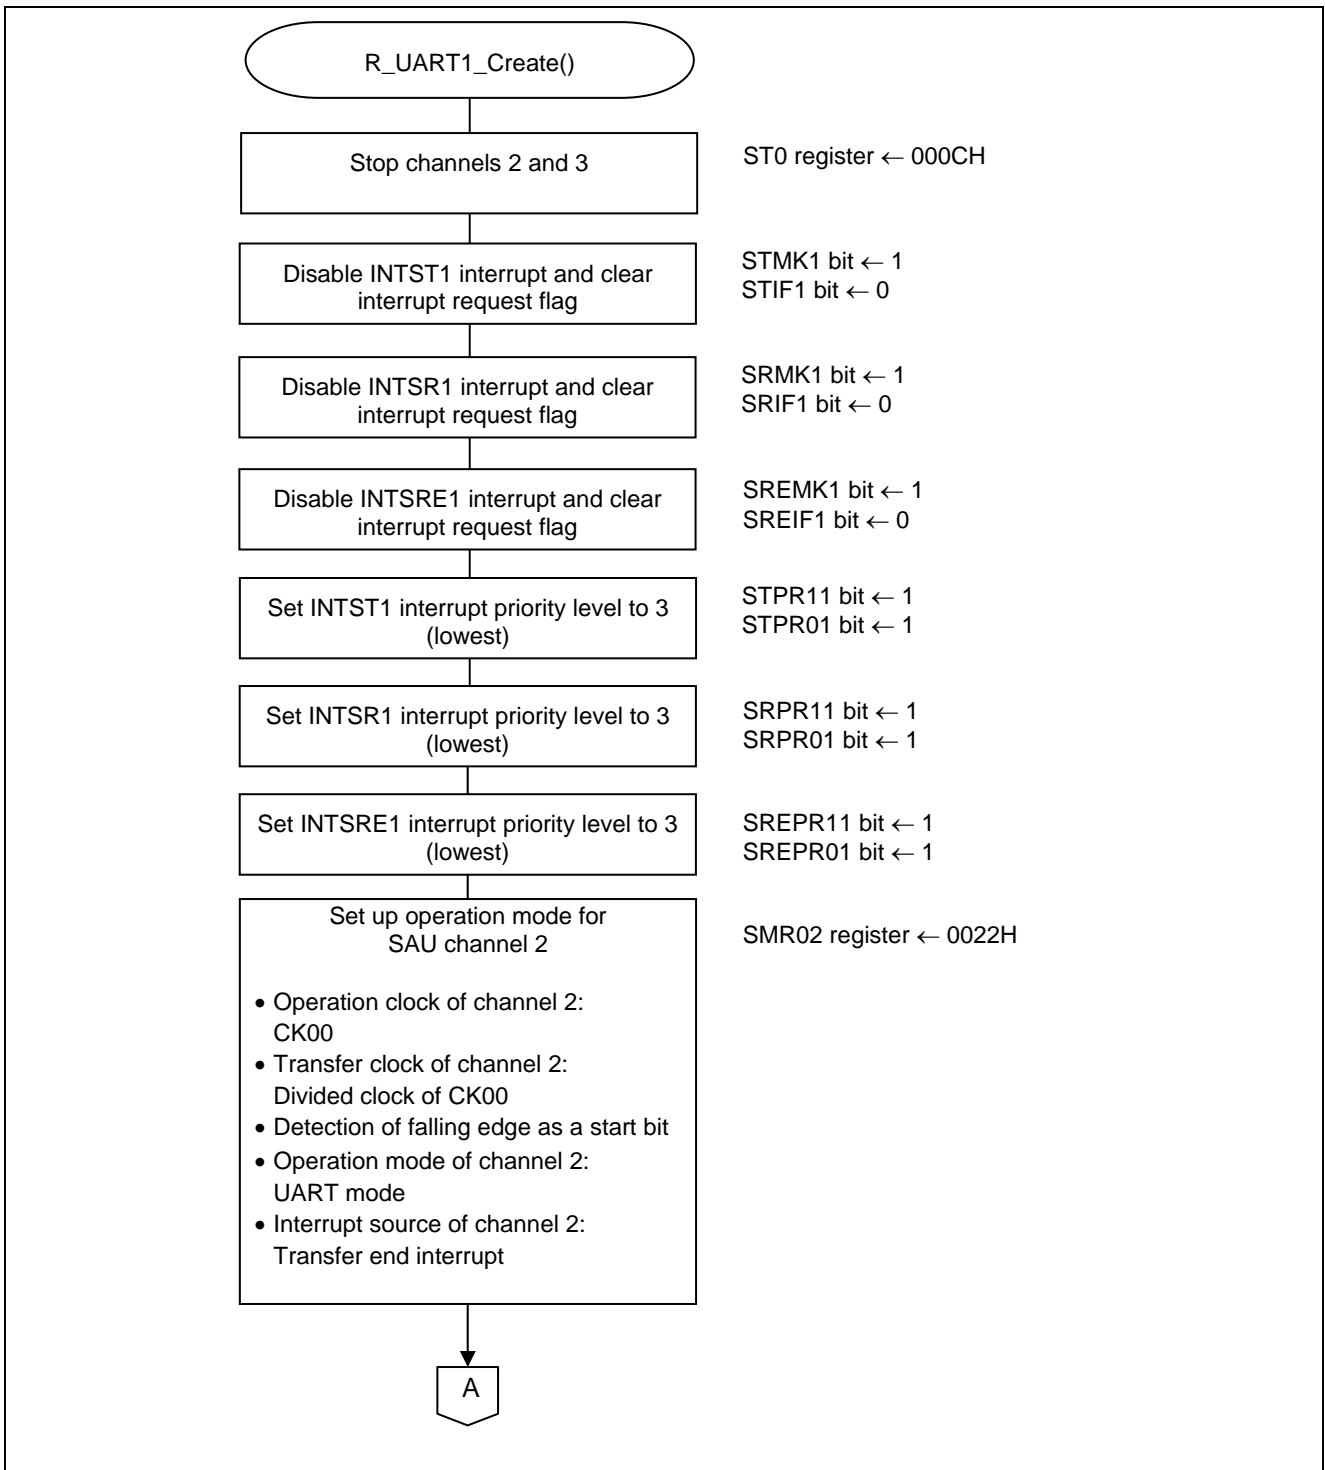 R_UART1_Create()
Stop channels 2 and 3
ST0 register ← 000CH
Disable INTST1 interrupt and clear
interrupt request flag
STMK1 bit ← 1
STIF1 bit ← 0
Disable INTSR1 interrupt and clear
interrupt request flag
SRMK1 bit ← 1
SRIF1 bit ← 0
Disable INTSRE1 interrupt and clear
interrupt request flag
SREMK1 bit ← 1
SREIF1 bit ← 0
Set INTST1 interrupt priority level to 3
(lowest)
STPR11 bit ← 1
STPR01 bit ← 1
Set INTSR1 interrupt priority level to 3
(lowest)
SRPR11 bit ← 1
SRPR01 bit ← 1
Set INTSRE1 interrupt priority level to 3
(lowest)
SREPR11 bit ← 1
SREPR01 bit ← 1
Set up operation mode for
SAU channel 2
SMR02 register ← 0022H
• Operation clock of channel 2:
CK00
• Transfer clock of channel 2:
Divided clock of CK00
• Detection of falling edge as a start bit
• Operation mode of channel 2:
UART mode
• Interrupt source of channel 2:
Transfer end interrupt
A